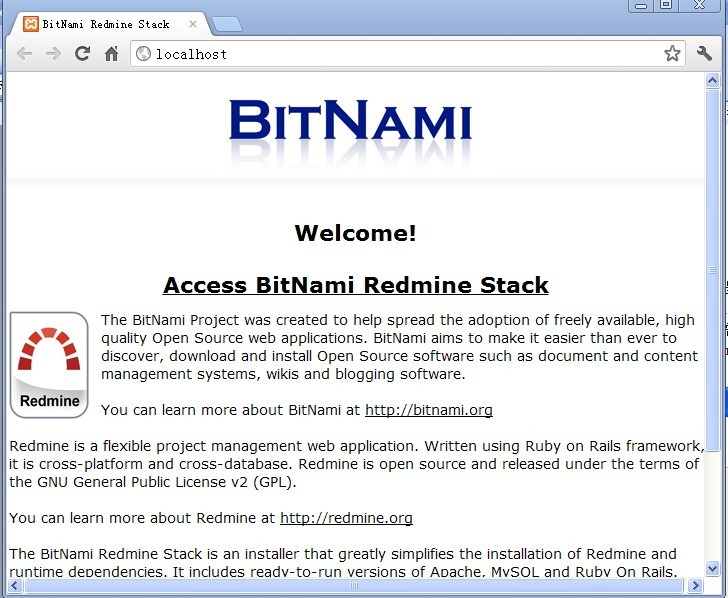 BitNami Redmine Stack
localhost
BITNAMI
Welcome!
Access BitNami Redmine Stack
The BitNami Project was created to help spread the adoption of freely available, high
quality Open Source web applications. BitNami aims to make it easier than ever to
discover, download and install Open Source software such as document and content
management systems, wikis and blogging software.
Redmine
You can learn more about BitNami at http://bitnami.org
Redmine is a flexible project management web application. Written using Ruby on Rails framework,
it is cross-platform and cross-database. Redmine is open source and released under the terms of
the GNU General Public License v2 (GPL).
You can learn more about Redmine at http://redmine.org
The BitNami Redmine Stack is an installer that greatly simplifies the installation of Redmine and
runtime dependencies. It includes ready-to-run versions of Apache, MySQL and Ruby On Rails.